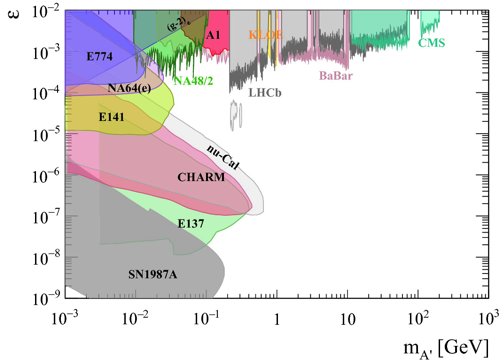 ε
10⁻²
10⁻³
10⁻⁴
10⁻⁵
10⁻⁶
10⁻⁷
10⁻⁸
10⁻⁹
(g-2)ₑ
A1
KLOE
E774
CMS
NA48/2
BaBar
NA64(e)
LHCb
E141
nu-Cal
CHARM
E137
SN1987A
10⁻³
10⁻²
10⁻¹
1
10
10²
10³
m_A' [GeV]